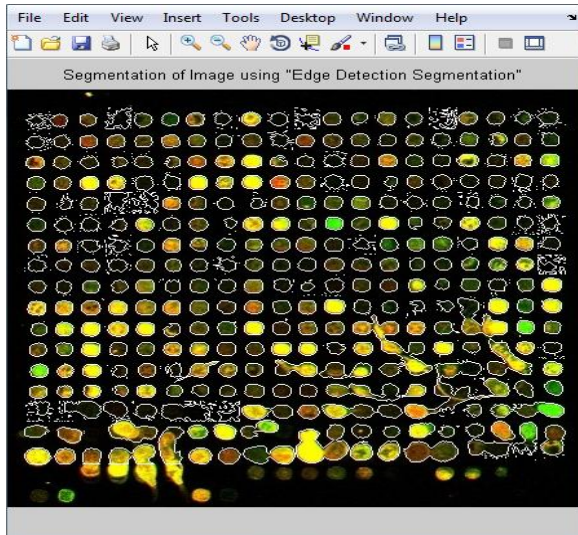 File Edit View Insert Tools Desktop Window Help
Segmentation of Image using "Edge Detection Segmentation"